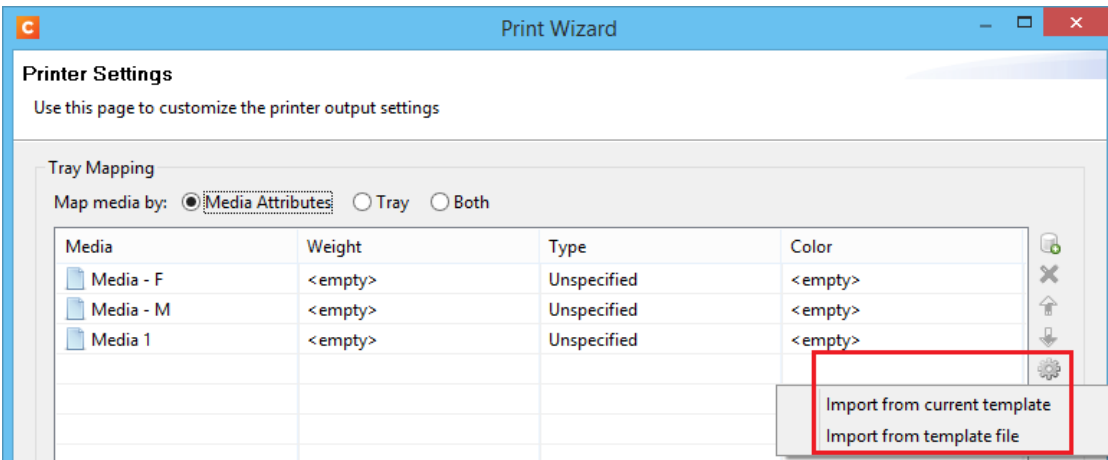 C Print Wizard
Printer Settings
Use this page to customize the printer output settings
Tray Mapping
Map media by: Media Attributes Tray Both
Media Weight Type Color
Media - F <empty> Unspecified <empty>
Media - M <empty> Unspecified <empty>
Media 1 <empty> Unspecified <empty>
Import from current template
Import from template file